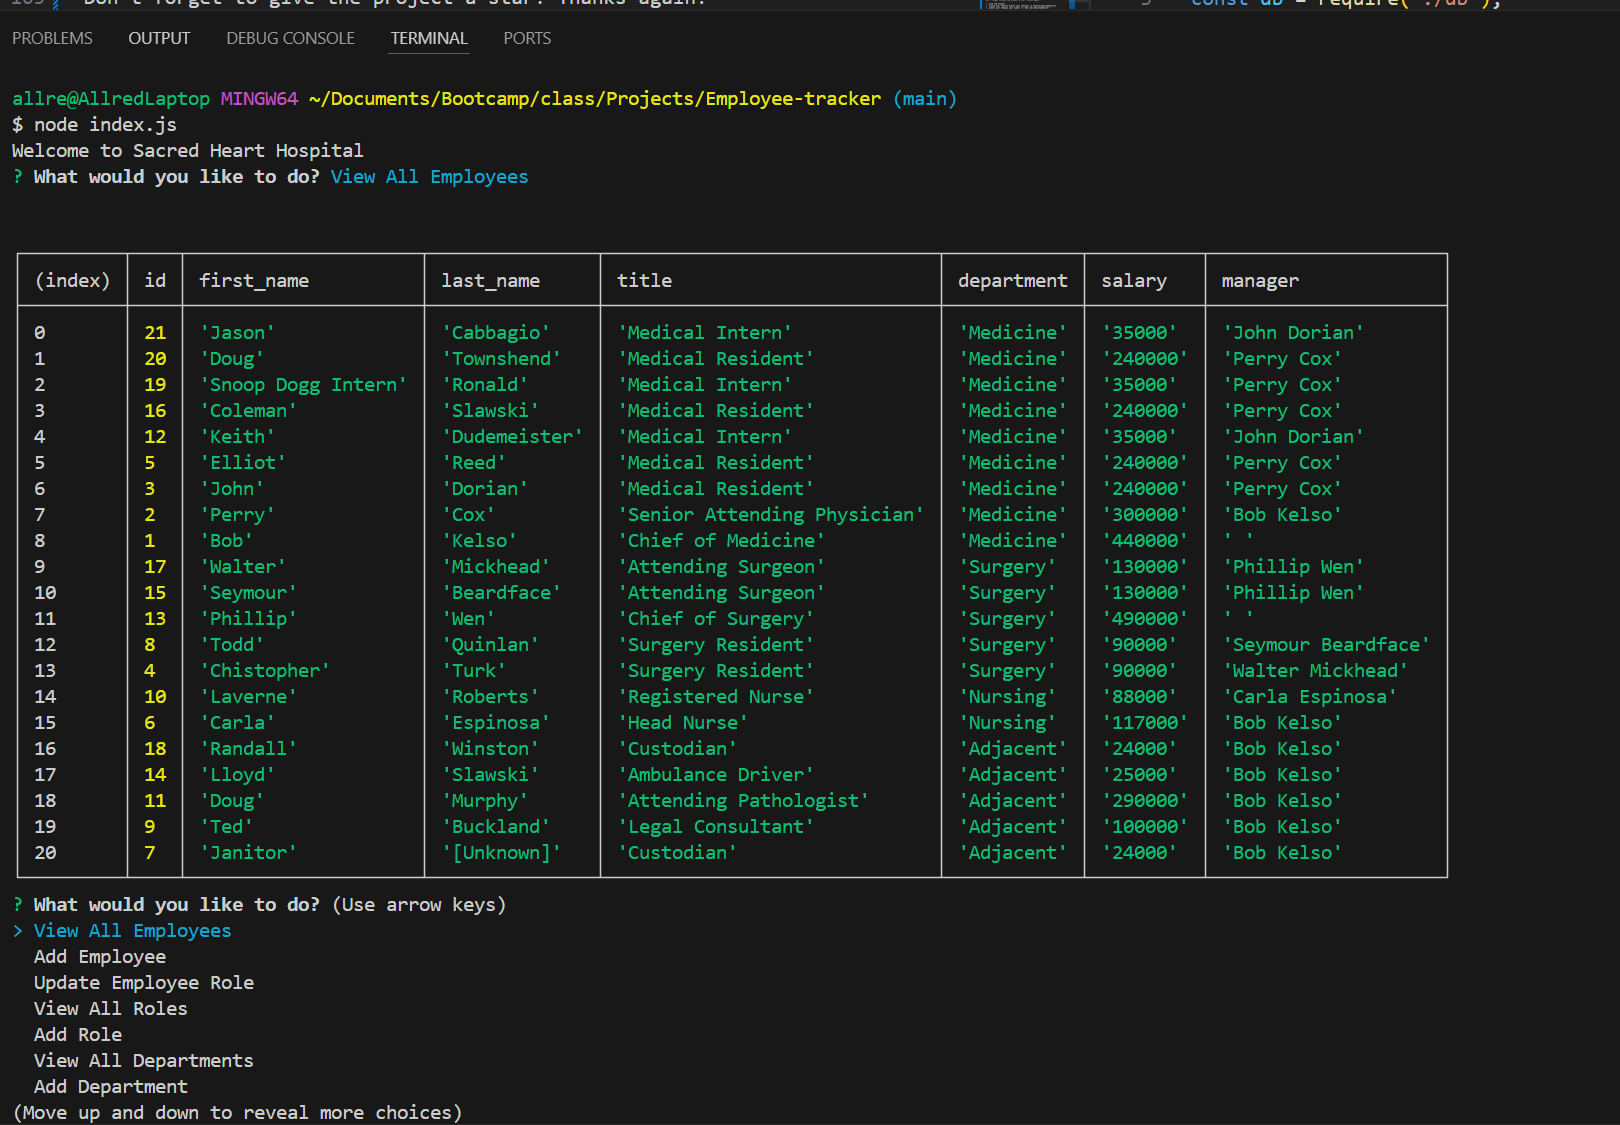 Don't forget to give the project a star! Thanks again!
const db = require('./db');
PROBLEMS OUTPUT DEBUG CONSOLE TERMINAL PORTS
allre@AllredLaptop MINGW64 ~/Documents/Bootcamp/class/Projects/Employee-tracker (main)
$ node index.js
Welcome to Sacred Heart Hospital
? What would you like to do? View All Employees
(index) id first_name last_name title department salary manager
0 21 'Jason' 'Cabbagio' 'Medical Intern' 'Medicine' '35000' 'John Dorian'
1 20 'Doug' 'Townshend' 'Medical Resident' 'Medicine' '240000' 'Perry Cox'
2 19 'Snoop Dogg Intern' 'Ronald' 'Medical Intern' 'Medicine' '35000' 'Perry Cox'
3 16 'Coleman' 'Slawski' 'Medical Resident' 'Medicine' '240000' 'Perry Cox'
4 12 'Keith' 'Dudemeister' 'Medical Intern' 'Medicine' '35000' 'John Dorian'
5 5 'Elliot' 'Reed' 'Medical Resident' 'Medicine' '240000' 'Perry Cox'
6 3 'John' 'Dorian' 'Medical Resident' 'Medicine' '240000' 'Perry Cox'
7 2 'Perry' 'Cox' 'Senior Attending Physician' 'Medicine' '300000' 'Bob Kelso'
8 1 'Bob' 'Kelso' 'Chief of Medicine' 'Medicine' '440000' ' '
9 17 'Walter' 'Mickhead' 'Attending Surgeon' 'Surgery' '130000' 'Phillip Wen'
10 15 'Seymour' 'Beardface' 'Attending Surgeon' 'Surgery' '130000' 'Phillip Wen'
11 13 'Phillip' 'Wen' 'Chief of Surgery' 'Surgery' '490000' ' '
12 8 'Todd' 'Quinlan' 'Surgery Resident' 'Surgery' '90000' 'Seymour Beardface'
13 4 'Chistopher' 'Turk' 'Surgery Resident' 'Surgery' '90000' 'Walter Mickhead'
14 10 'Laverne' 'Roberts' 'Registered Nurse' 'Nursing' '88000' 'Carla Espinosa'
15 6 'Carla' 'Espinosa' 'Head Nurse' 'Nursing' '117000' 'Bob Kelso'
16 18 'Randall' 'Winston' 'Custodian' 'Adjacent' '24000' 'Bob Kelso'
17 14 'Lloyd' 'Slawski' 'Ambulance Driver' 'Adjacent' '25000' 'Bob Kelso'
18 11 'Doug' 'Murphy' 'Attending Pathologist' 'Adjacent' '290000' 'Bob Kelso'
19 9 'Ted' 'Buckland' 'Legal Consultant' 'Adjacent' '100000' 'Bob Kelso'
20 7 'Janitor' '[Unknown]' 'Custodian' 'Adjacent' '24000' 'Bob Kelso'
? What would you like to do? (Use arrow keys)
> View All Employees
Add Employee
Update Employee Role
View All Roles
Add Role
View All Departments
Add Department
(Move up and down to reveal more choices)